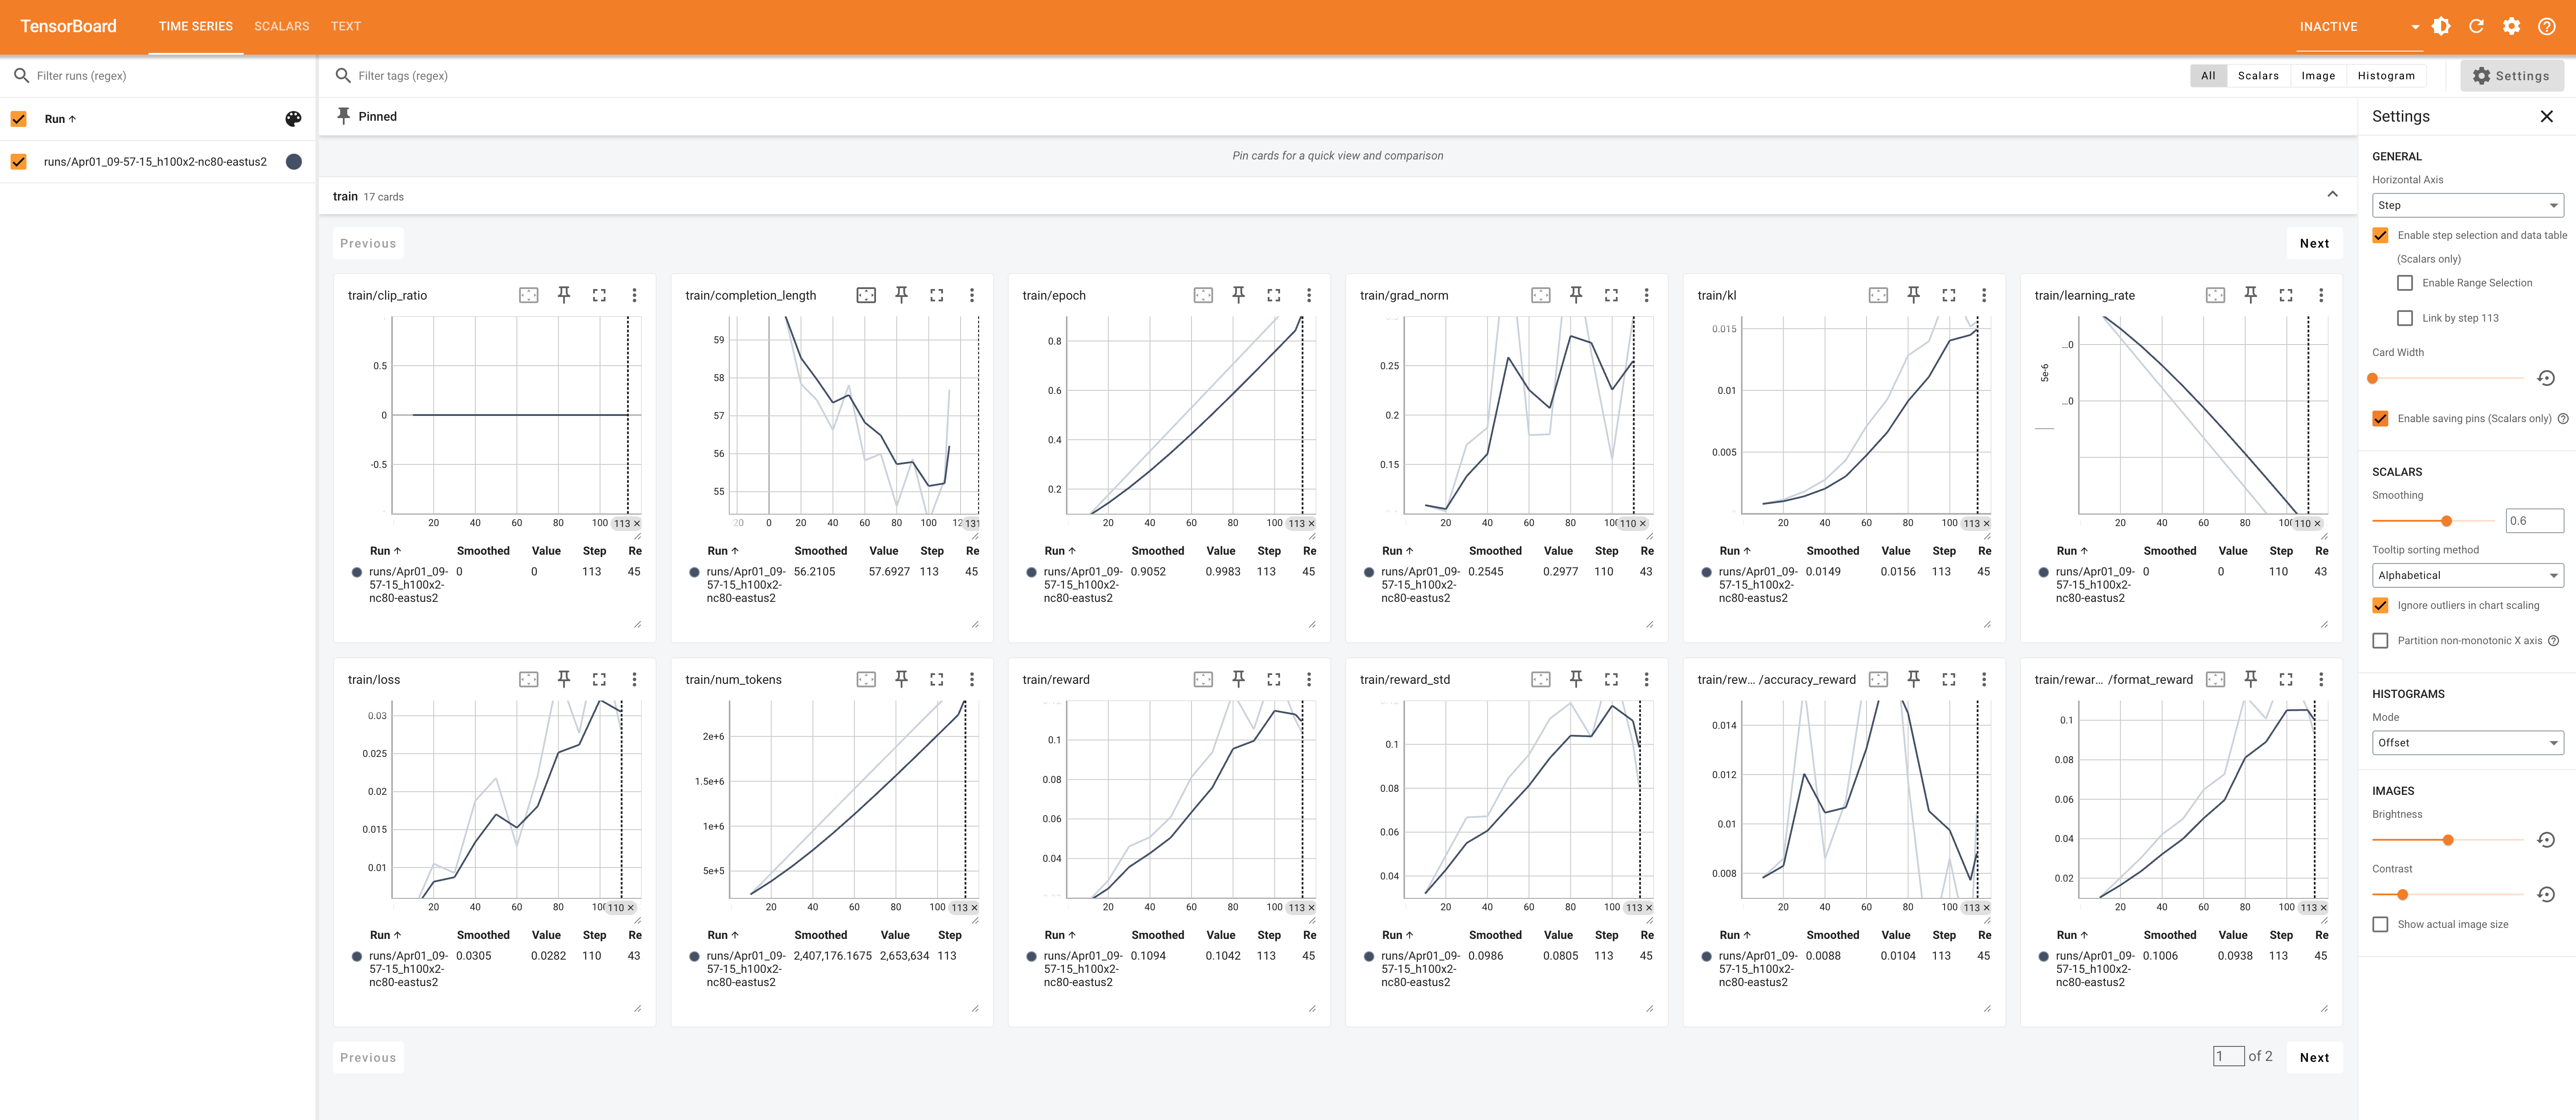 TensorBoard
TIME SERIES
SCALARS
TEXT
INACTIVE
Filter runs (regex)
Filter tags (regex)
All
Scalars
Image
Histogram
Settings
Run
runs/Apr01_09-57-15_h100x2-nc80-eastus2
Pinned
Pin cards for a quick view and comparison
train 17 cards
Previous
Next
train/clip_ratio
0.5
0
-0.5
20 40 60 80 100 113
Run Smoothed Value Step Re
runs/Apr01_09- 0 0 113 45
57-15_h100x2-
nc80-eastus2
train/completion_length
59
58
57
56
55
20 0 20 40 60 80 100 12 131
Run Smoothed Value Step Re
runs/Apr01_09- 56.2105 57.6927 113 45
57-15_h100x2-
nc80-eastus2
train/epoch
0.8
0.6
0.4
0.2
20 40 60 80 100 113
Run Smoothed Value Step Re
runs/Apr01_09- 0.9052 0.9983 113 45
57-15_h100x2-
nc80-eastus2
train/grad_norm
0.25
0.2
0.15
20 40 60 80 10 110
Run Smoothed Value Step Re
runs/Apr01_09- 0.2545 0.2977 110 43
57-15_h100x2-
nc80-eastus2
train/kl
0.015
0.01
0.005
20 40 60 80 100 113
Run Smoothed Value Step Re
runs/Apr01_09- 0.0149 0.0156 113 45
57-15_h100x2-
nc80-eastus2
train/learning_rate
...0
5e-6
...0
20 40 60 80 10 110
Run Smoothed Value Step Re
runs/Apr01_09- 0 0 110 43
57-15_h100x2-
nc80-eastus2
train/loss
0.03
0.025
0.02
0.015
0.01
20 40 60 80 10 110
Run Smoothed Value Step Re
runs/Apr01_09- 0.0305 0.0282 110 43
57-15_h100x2-
nc80-eastus2
train/num_tokens
2e+6
1.5e+6
1e+6
5e+5
20 40 60 80 100 113
Run Smoothed Value Step
runs/Apr01_09- 2,407,176.1675 2,653,634 113
57-15_h100x2-
nc80-eastus2
train/reward
0.1
0.08
0.06
0.04
20 40 60 80 100 113
Run Smoothed Value Step Re
runs/Apr01_09- 0.1094 0.1042 113 45
57-15_h100x2-
nc80-eastus2
train/reward_std
0.1
0.08
0.06
0.04
20 40 60 80 100 113
Run Smoothed Value Step Re
runs/Apr01_09- 0.0986 0.0805 113 45
57-15_h100x2-
nc80-eastus2
train/rew... /accuracy_reward
0.014
0.012
0.01
0.008
20 40 60 80 100 113
Run Smoothed Value Step Re
runs/Apr01_09- 0.0088 0.0104 113 45
57-15_h100x2-
nc80-eastus2
train/rewar... /format_reward
0.1
0.08
0.06
0.04
0.02
20 40 60 80 100 113
Run Smoothed Value Step Re
runs/Apr01_09- 0.1006 0.0938 113 45
57-15_h100x2-
nc80-eastus2
Previous
1 of 2
Next
Settings
GENERAL
Horizontal Axis
Step
Enable step selection and data table
(Scalars only)
Enable Range Selection
Link by step 113
Card Width
Enable saving pins (Scalars only)
SCALARS
Smoothing
0.6
Tooltip sorting method
Alphabetical
Ignore outliers in chart scaling
Partition non-monotonic X axis
HISTOGRAMS
Mode
Offset
IMAGES
Brightness
Contrast
Show actual image size